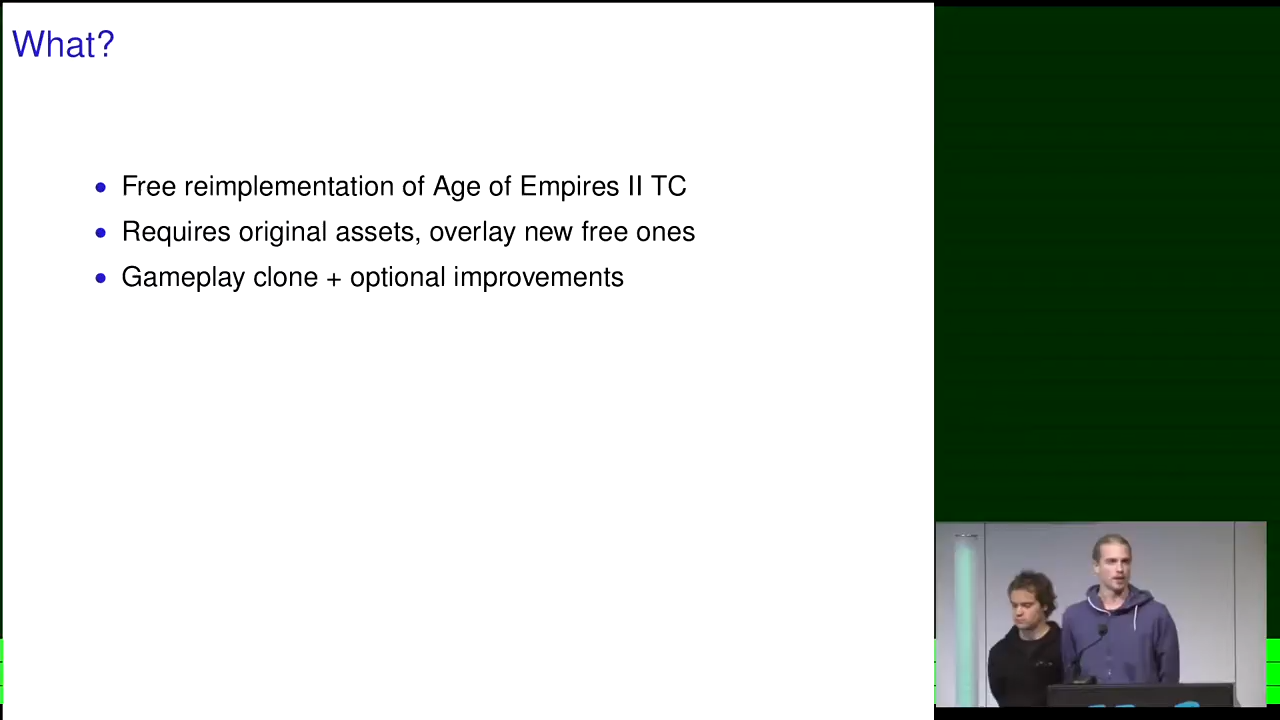 What?
• Free reimplementation of Age of Empires II TC
• Requires original assets, overlay new free ones
• Gameplay clone + optional improvements